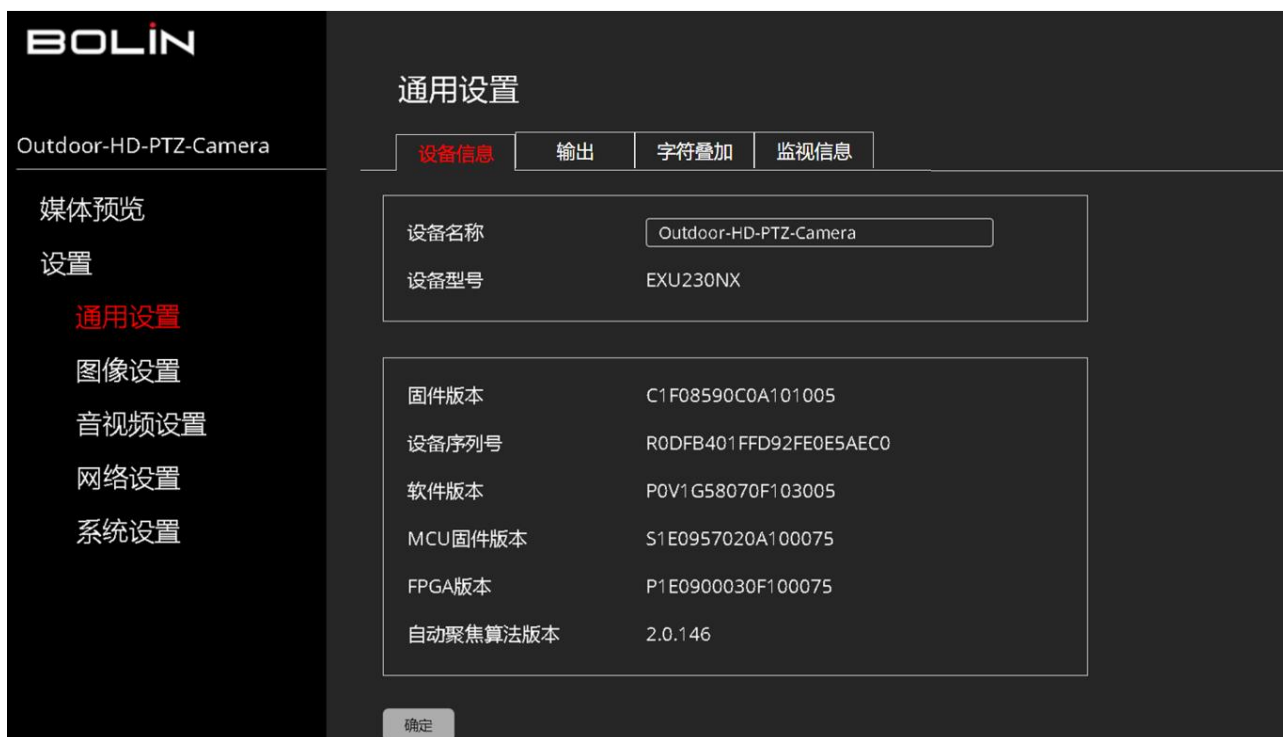 BOLIN
Outdoor-HD-PTZ-Camera
媒体预览
设置
通用设置
图像设置
音视频设置
网络设置
系统设置
通用设置
设备信息 输出 字符叠加 监视信息
设备名称 Outdoor-HD-PTZ-Camera
设备型号 EXU230NX
固件版本 C1F08590C0A101005
设备序列号 R0DFB401FFD92FE0E5AEC0
软件版本 P0V1G58070F103005
MCU固件版本 S1E0957020A100075
FPGA版本 P1E0900030F100075
自动聚焦算法版本 2.0.146
确定